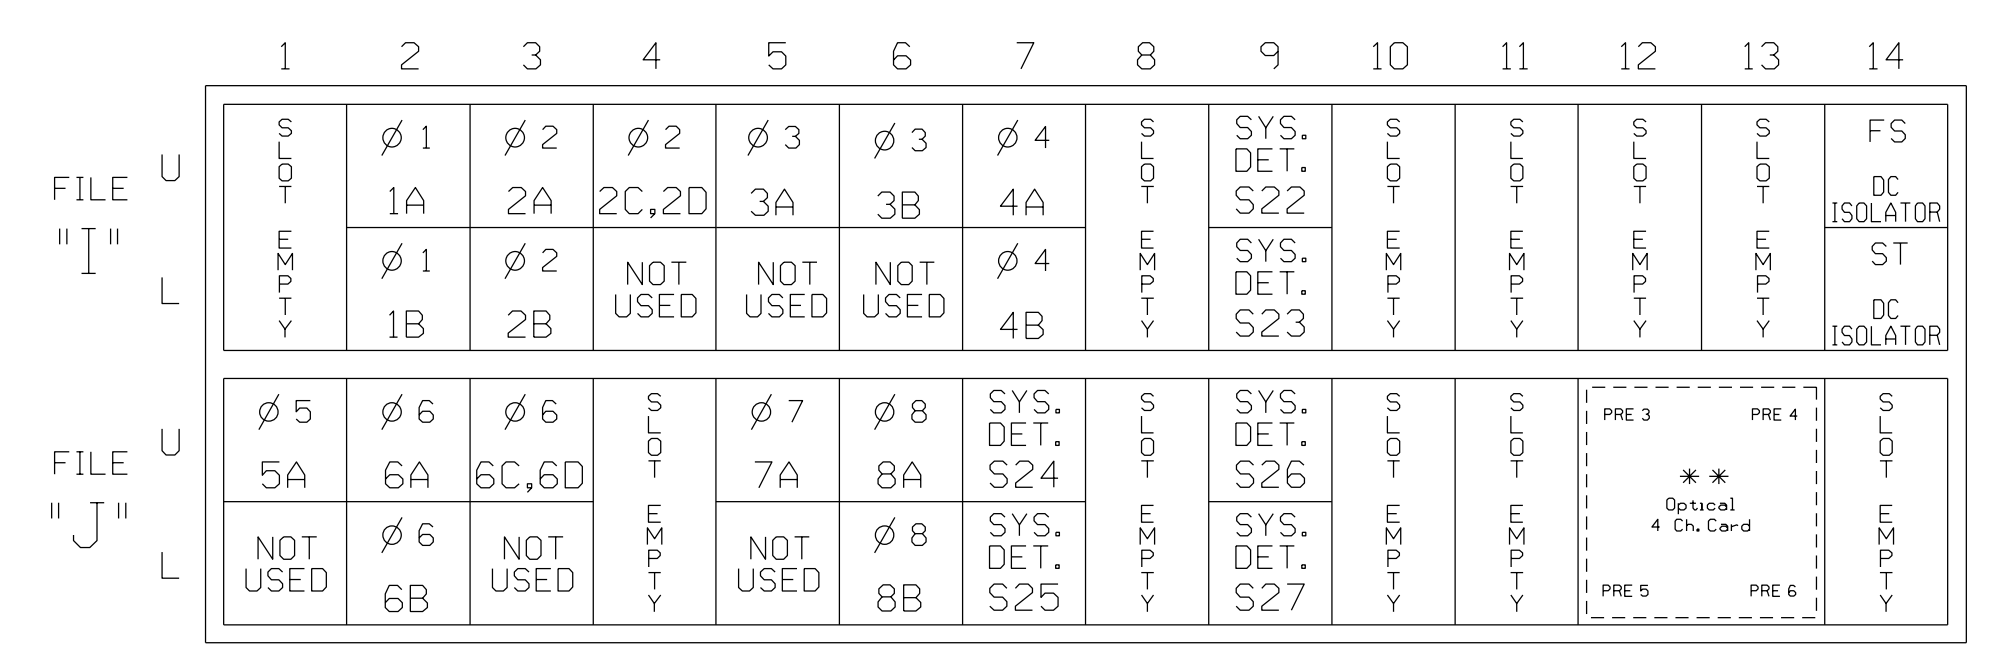 1 2 3 4 5 6 7 8 9 10 11 12 13 14
FILE
"I"
U
L
SLOT EMPTY
Ø 1
1A
Ø 1
1B
Ø 2
2A
Ø 2
2B
Ø 2
2C,2D
NOT
USED
Ø 3
3A
NOT
USED
Ø 3
3B
NOT
USED
Ø 4
4A
Ø 4
4B
SLOT EMPTY
SYS.
DET.
S22
SYS.
DET.
S23
SLOT EMPTY
SLOT EMPTY
SLOT EMPTY
SLOT EMPTY
FS
DC
ISOLATOR
ST
DC
ISOLATOR
FILE
"J"
U
L
Ø 5
5A
NOT
USED
Ø 6
6A
Ø 6
6B
Ø 6
6C,6D
NOT
USED
SLOT EMPTY
Ø 7
7A
NOT
USED
Ø 8
8A
Ø 8
8B
SYS.
DET.
S24
SYS.
DET.
S25
SLOT EMPTY
SYS.
DET.
S26
SYS.
DET.
S27
SLOT EMPTY
SLOT EMPTY
PRE 3 PRE 4
* *
Optical
4 Ch. Card
PRE 5 PRE 6
SLOT EMPTY